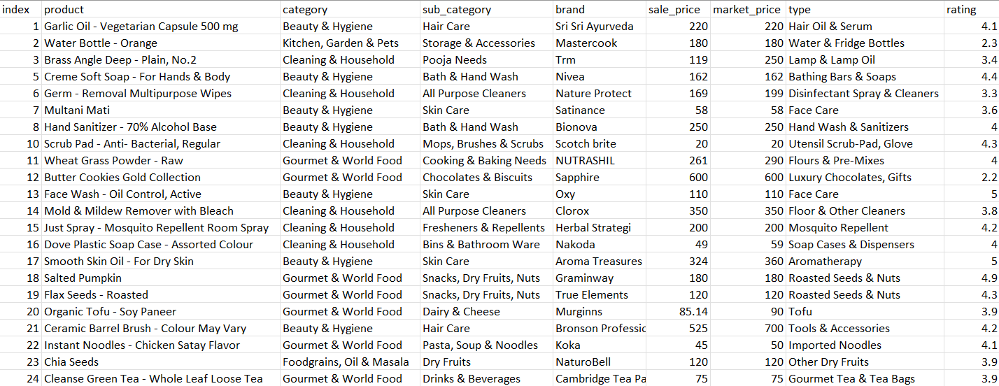 index product category sub_category brand sale_price market_price type rating
1 Garlic Oil - Vegetarian Capsule 500 mg Beauty & Hygiene Hair Care Sri Sri Ayurveda 220 220 Hair Oil & Serum 4.1
2 Water Bottle - Orange Kitchen, Garden & Pets Storage & Accessories Mastercook 180 180 Water & Fridge Bottles 2.3
3 Brass Angle Deep - Plain, No.2 Cleaning & Household Pooja Needs Trm 119 250 Lamp & Lamp Oil 3.4
5 Creme Soft Soap - For Hands & Body Beauty & Hygiene Bath & Hand Wash Nivea 162 162 Bathing Bars & Soaps 4.4
6 Germ - Removal Multipurpose Wipes Cleaning & Household All Purpose Cleaners Nature Protect 169 199 Disinfectant Spray & Cleaners 3.3
7 Multani Mati Beauty & Hygiene Skin Care Satinance 58 58 Face Care 3.6
8 Hand Sanitizer - 70% Alcohol Base Beauty & Hygiene Bath & Hand Wash Bionova 250 250 Hand Wash & Sanitizers 4
10 Scrub Pad - Anti- Bacterial, Regular Cleaning & Household Mops, Brushes & Scrubs Scotch brite 20 20 Utensil Scrub-Pad, Glove 4.3
11 Wheat Grass Powder - Raw Gourmet & World Food Cooking & Baking Needs NUTRASHIL 261 290 Flours & Pre-Mixes 4
12 Butter Cookies Gold Collection Gourmet & World Food Chocolates & Biscuits Sapphire 600 600 Luxury Chocolates, Gifts 2.2
13 Face Wash - Oil Control, Active Beauty & Hygiene Skin Care Oxy 110 110 Face Care 5
14 Mold & Mildew Remover with Bleach Cleaning & Household All Purpose Cleaners Clorox 350 350 Floor & Other Cleaners 3.8
15 Just Spray - Mosquito Repellent Room Spray Cleaning & Household Fresheners & Repellents Herbal Strategi 200 200 Mosquito Repellent 4.2
16 Dove Plastic Soap Case - Assorted Colour Cleaning & Household Bins & Bathroom Ware Nakoda 49 59 Soap Cases & Dispensers 4
17 Smooth Skin Oil - For Dry Skin Beauty & Hygiene Skin Care Aroma Treasures 324 360 Aromatherapy 5
18 Salted Pumpkin Gourmet & World Food Snacks, Dry Fruits, Nuts Graminway 180 180 Roasted Seeds & Nuts 4.9
19 Flax Seeds - Roasted Gourmet & World Food Snacks, Dry Fruits, Nuts True Elements 120 120 Roasted Seeds & Nuts 4.3
20 Organic Tofu - Soy Paneer Gourmet & World Food Dairy & Cheese Murginns 85.14 90 Tofu 3.9
21 Ceramic Barrel Brush - Colour May Vary Beauty & Hygiene Hair Care Bronson Professic 525 700 Tools & Accessories 4.2
22 Instant Noodles - Chicken Satay Flavor Gourmet & World Food Pasta, Soup & Noodles Koka 45 50 Imported Noodles 4.1
23 Chia Seeds Foodgrains, Oil & Masala Dry Fruits NaturoBell 120 120 Other Dry Fruits 3.9
24 Cleanse Green Tea - Whole Leaf Loose Tea Gourmet & World Food Drinks & Beverages Cambridge Tea Pa 75 75 Gourmet Tea & Tea Bags 3.9